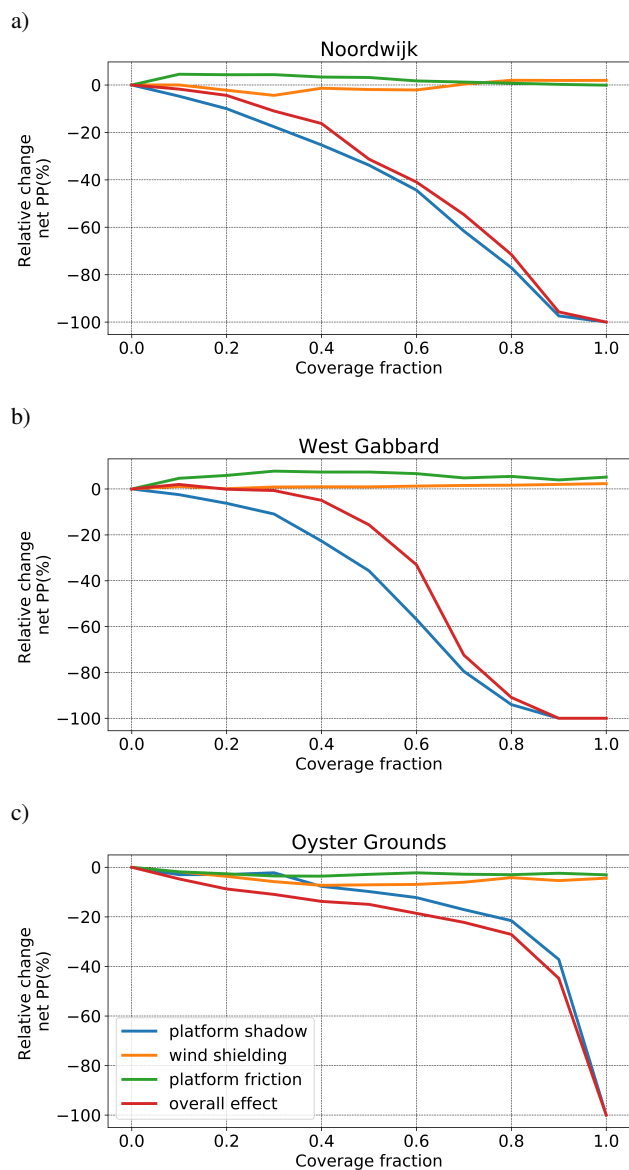 a)
Noordwijk
0
−20
−40
−60
−80
−100
Relative change
net PP(%)
0.0 0.2 0.4 0.6 0.8 1.0
Coverage fraction
b)
West Gabbard
0
−20
−40
−60
−80
−100
Relative change
net PP(%)
0.0 0.2 0.4 0.6 0.8 1.0
Coverage fraction
c)
Oyster Grounds
0
−20
−40
−60
−80
−100
Relative change
net PP(%)
platform shadow
wind shielding
platform friction
overall effect
0.0 0.2 0.4 0.6 0.8 1.0
Coverage fraction